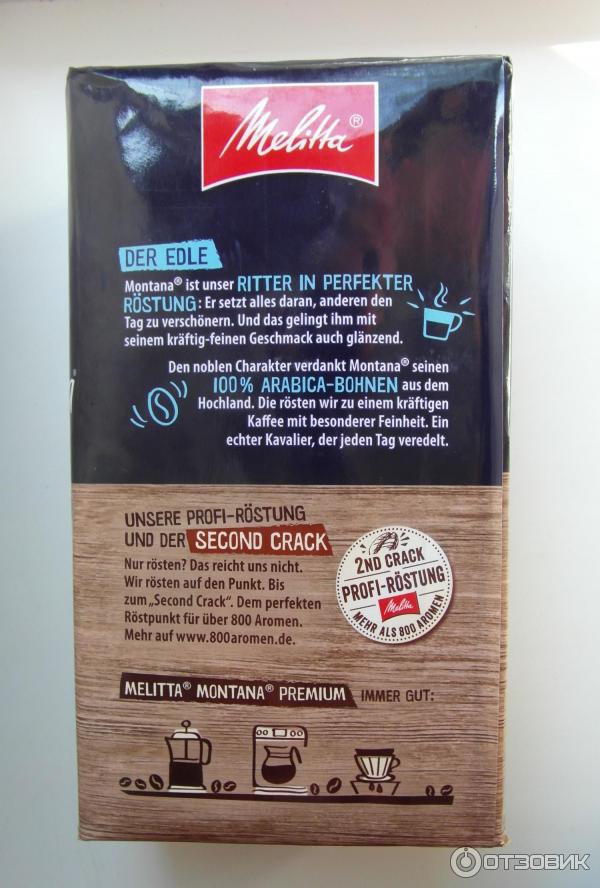 Melitta®
DER EDLE
Montana® ist unser RITTER IN PERFEKTER
RÖSTUNG: Er setzt alles daran, anderen den
Tag zu verschönern. Und das gelingt ihm mit
seinem kräftig-feinen Geschmack auch glänzend.
Den noblen Charakter verdankt Montana® seinen
100% ARABICA-BOHNEN aus dem
Hochland. Die rösten wir zu einem kräftigen
Kaffee mit besonderer Feinheit. Ein
echter Kavalier, der jeden Tag veredelt.
UNSERE PROFI-RÖSTUNG
UND DER SECOND CRACK
Nur rösten? Das reicht uns nicht.
Wir rösten auf den Punkt. Bis
zum „Second Crack“. Dem perfekten
Röstpunkt für über 800 Aromen.
Mehr auf www.800aromen.de.
2ND CRACK
PROFI-RÖSTUNG
Melitta
MEHR ALS 800 AROMEN
MELITTA® MONTANA® PREMIUM IMMER GUT:
ОТЗОВИК